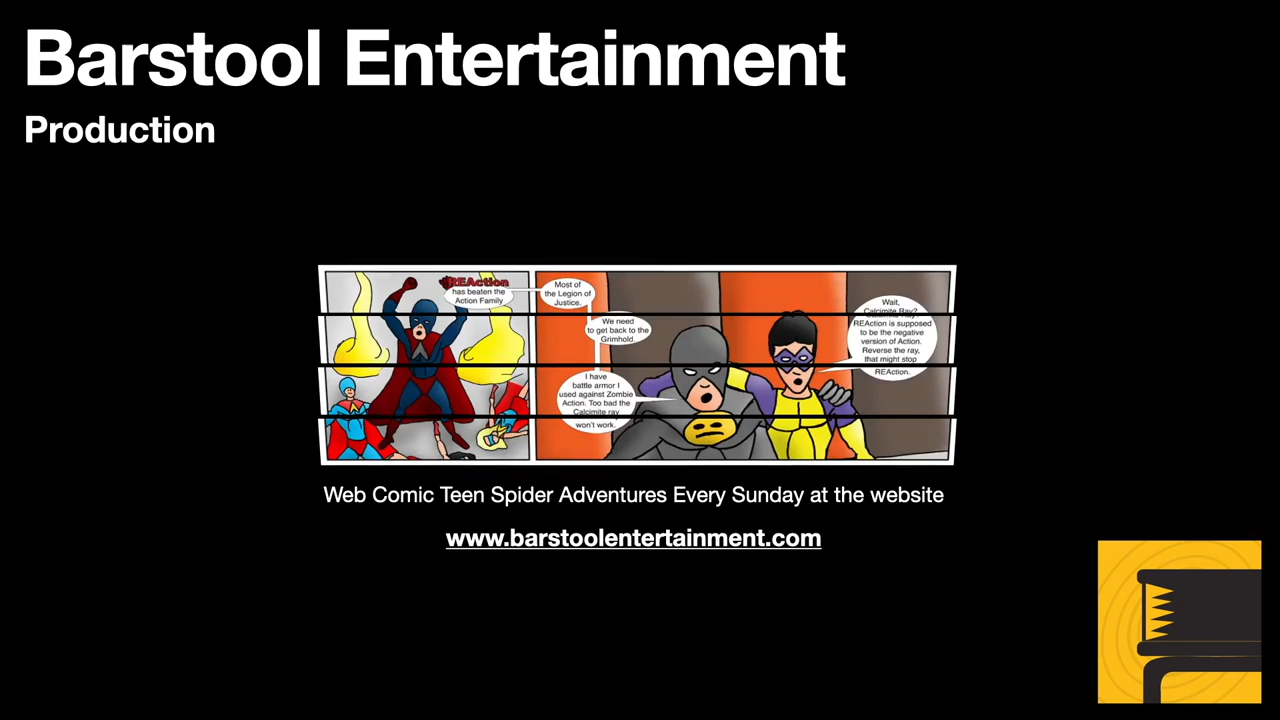 Barstool Entertainment
Production
REAction
has beaten the
Action Family
Most of
the Legion of
Justice.
We need
to get back to the
Grimhold.
I have
battle armor I
used against Zombie
Action. Too bad the
Calcimite ray
won't work.
Wait,
Calcimite Ray?
REAction is supposed
to be the negative
version of Action.
Reverse the ray,
that might stop
REAction.
Web Comic Teen Spider Adventures Every Sunday at the website
www.barstoolentertainment.com